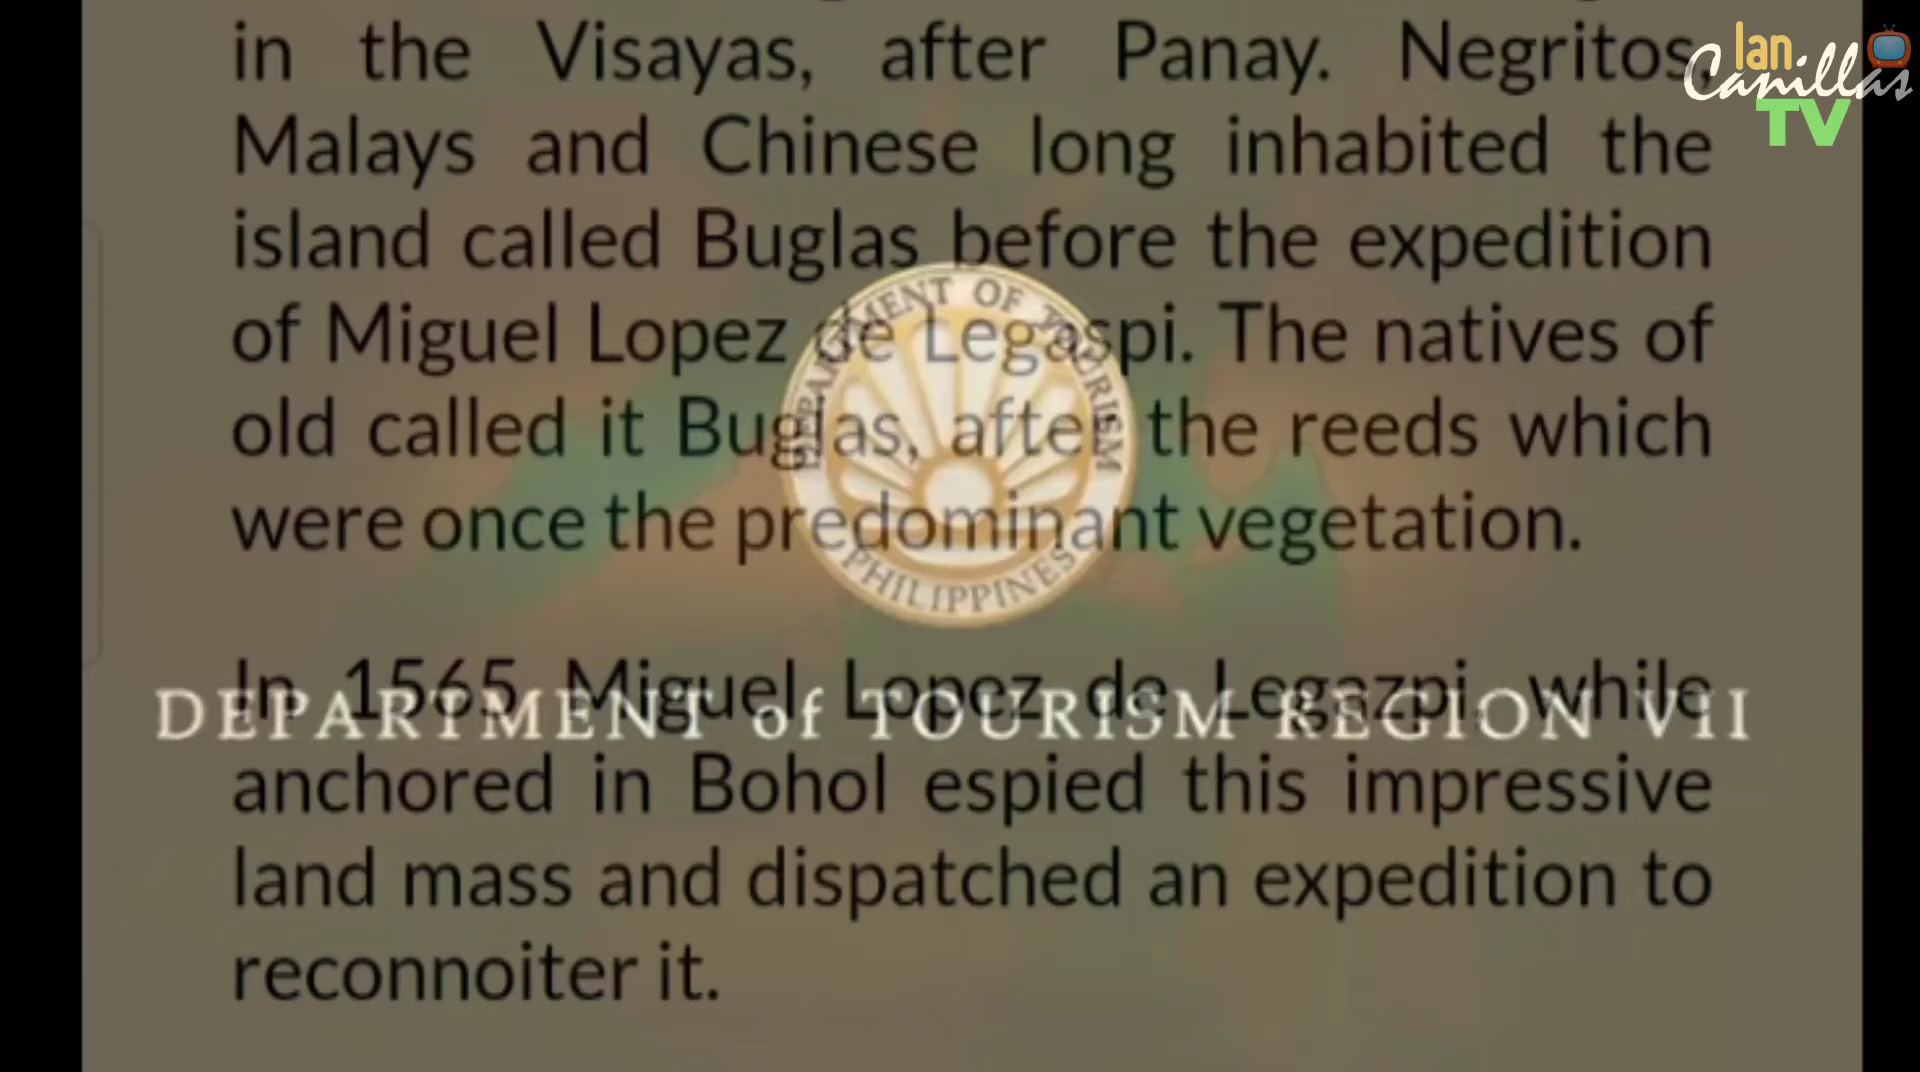 in the Visayas, after Panay. Negritos,
Malays and Chinese long inhabited the
island called Buglas before the expedition
of Miguel Lopez de Legaspi. The natives of
old called it Buglas, after the reeds which
were once the predominant vegetation.
In 1565 Miguel Lopez de Legazpi, while
anchored in Bohol espied this impressive
land mass and dispatched an expedition to
reconnoiter it.
DEPARTMENT OF TOURISM
PHILIPPINES
DEPARTMENT of TOURISM REGION VII
Ian
Canillas
TV